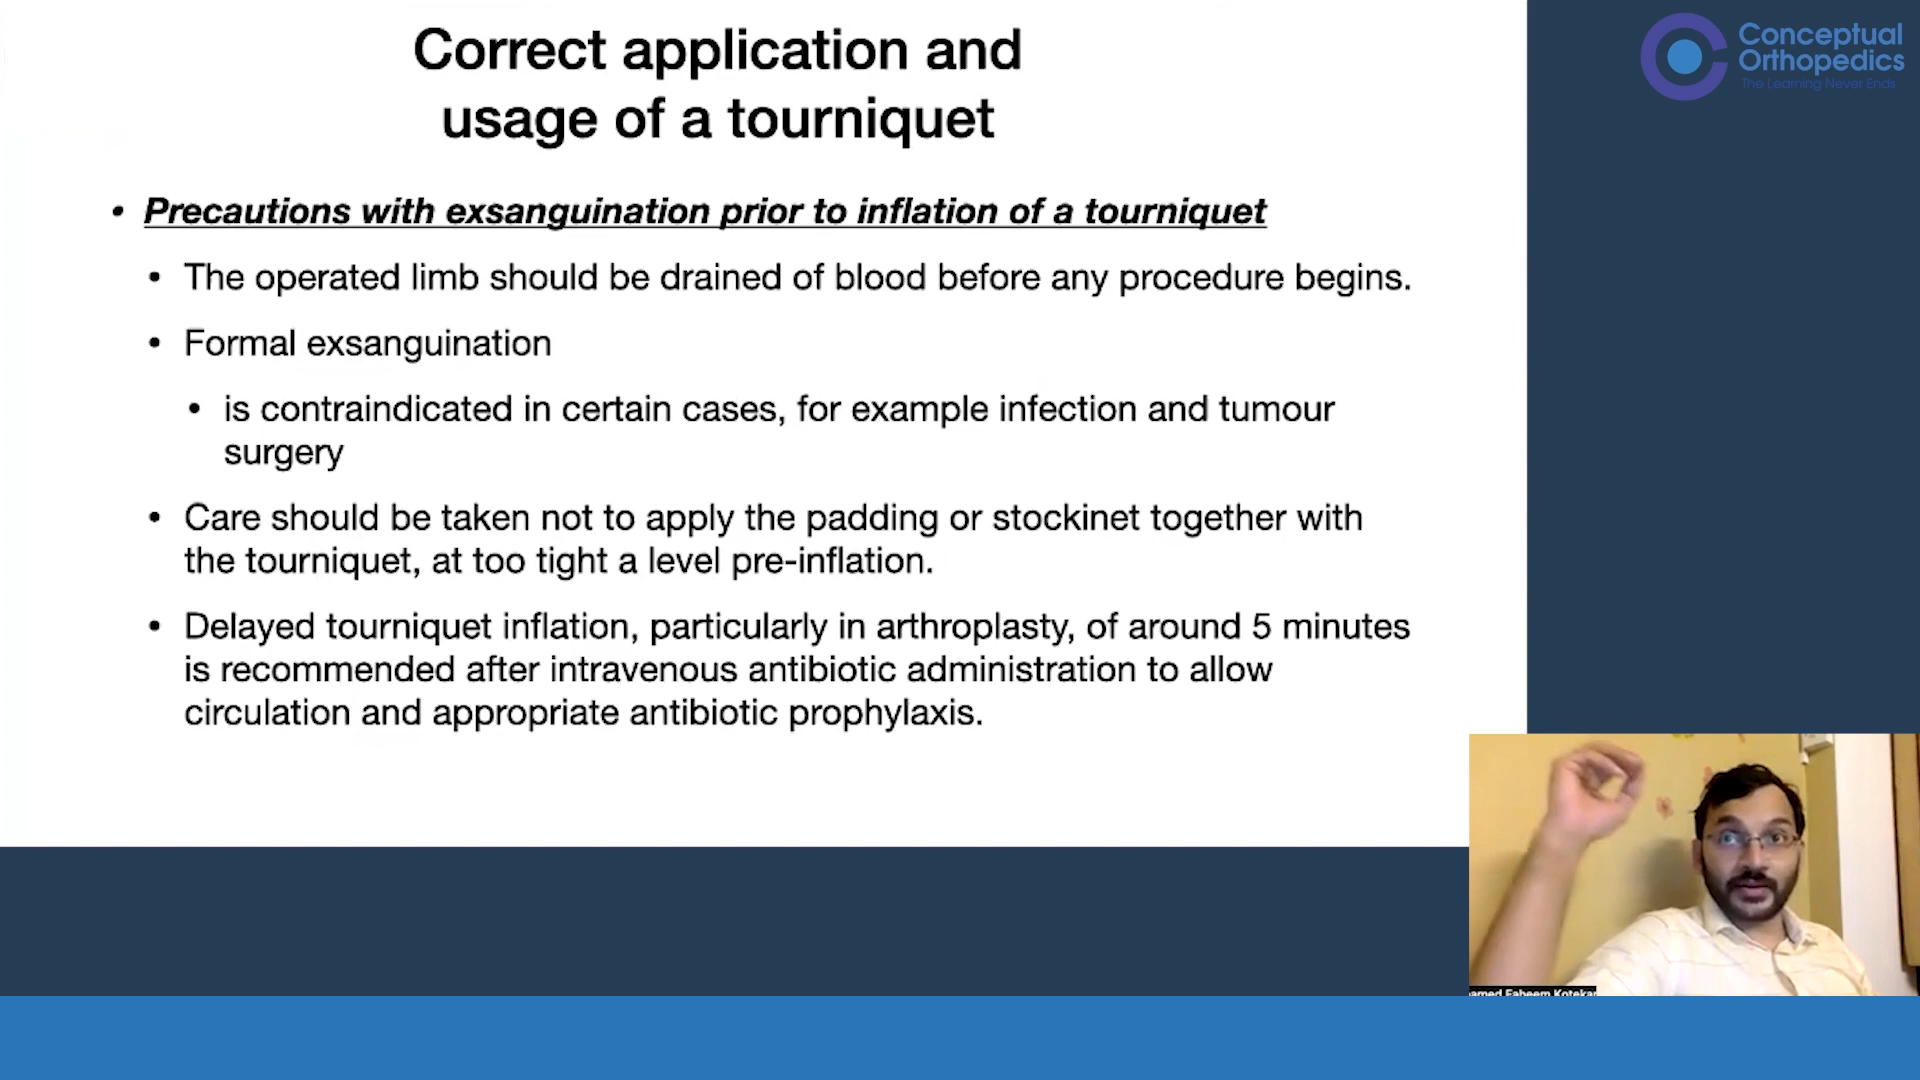 Correct application and
usage of a tourniquet
• Precautions with exsanguination prior to inflation of a tourniquet
• The operated limb should be drained of blood before any procedure begins.
• Formal exsanguination
• is contraindicated in certain cases, for example infection and tumour
surgery
• Care should be taken not to apply the padding or stockinet together with
the tourniquet, at too tight a level pre-inflation.
• Delayed tourniquet inflation, particularly in arthroplasty, of around 5 minutes
is recommended after intravenous antibiotic administration to allow
circulation and appropriate antibiotic prophylaxis.
Conceptual
Orthopedics
The Learning Never Ends
Faheem Kotekar